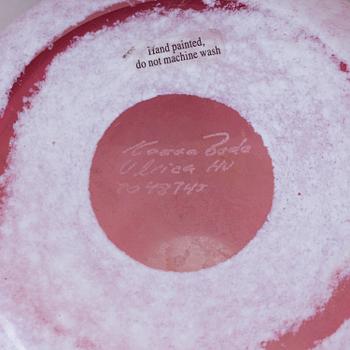 Hand painted,
do not machine wash
Kosta Boda
Ulrica HV
7048745